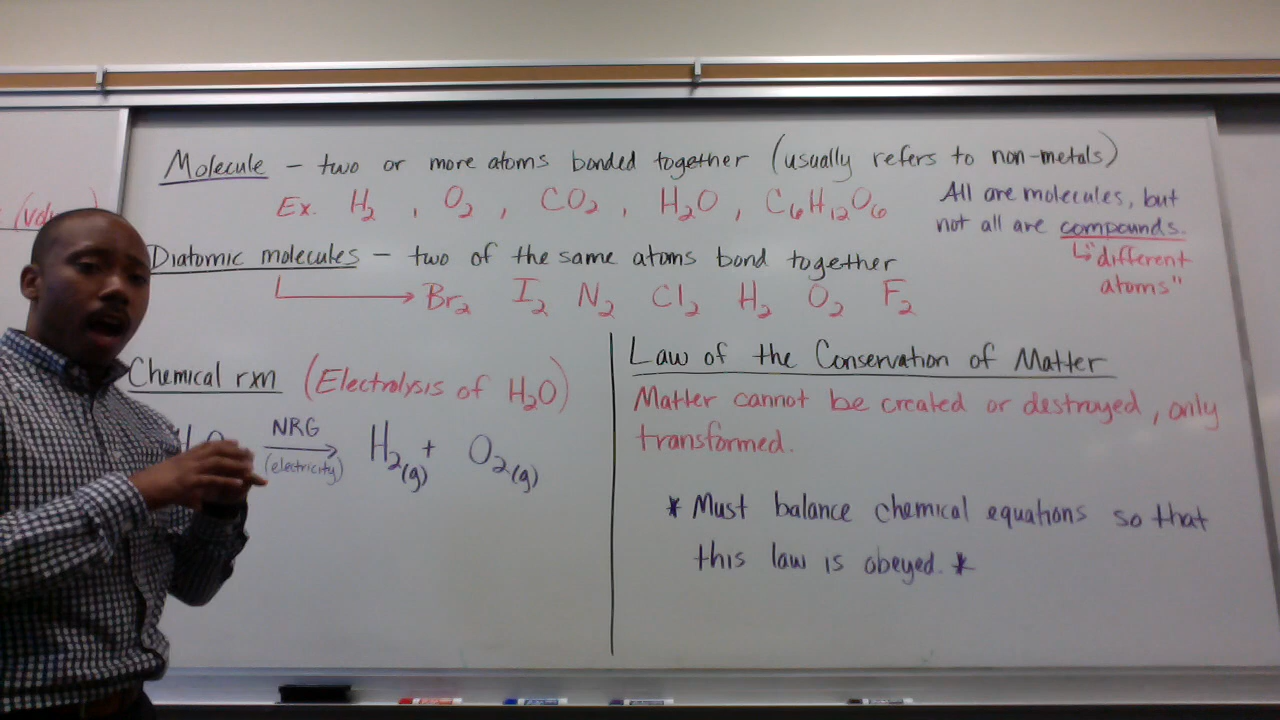 (vol
Molecule – two or more atoms bonded together (usually refers to non-metals)
Ex. H₂ , O₂ , CO₂ , H₂O , C₆H₁₂O₆
All are molecules, but
not all are compounds.
↳ "different
atoms"
Diatomic molecules – two of the same atoms bond together
Br₂ I₂ N₂ Cl₂ H₂ O₂ F₂
Chemical rxn (Electrolysis of H₂O)
NRG
H₂(g) + O₂(g)
(electricity)
Law of the Conservation of Matter
Matter cannot be created or destroyed, only
transformed.
* Must balance chemical equations so that
this law is obeyed. *